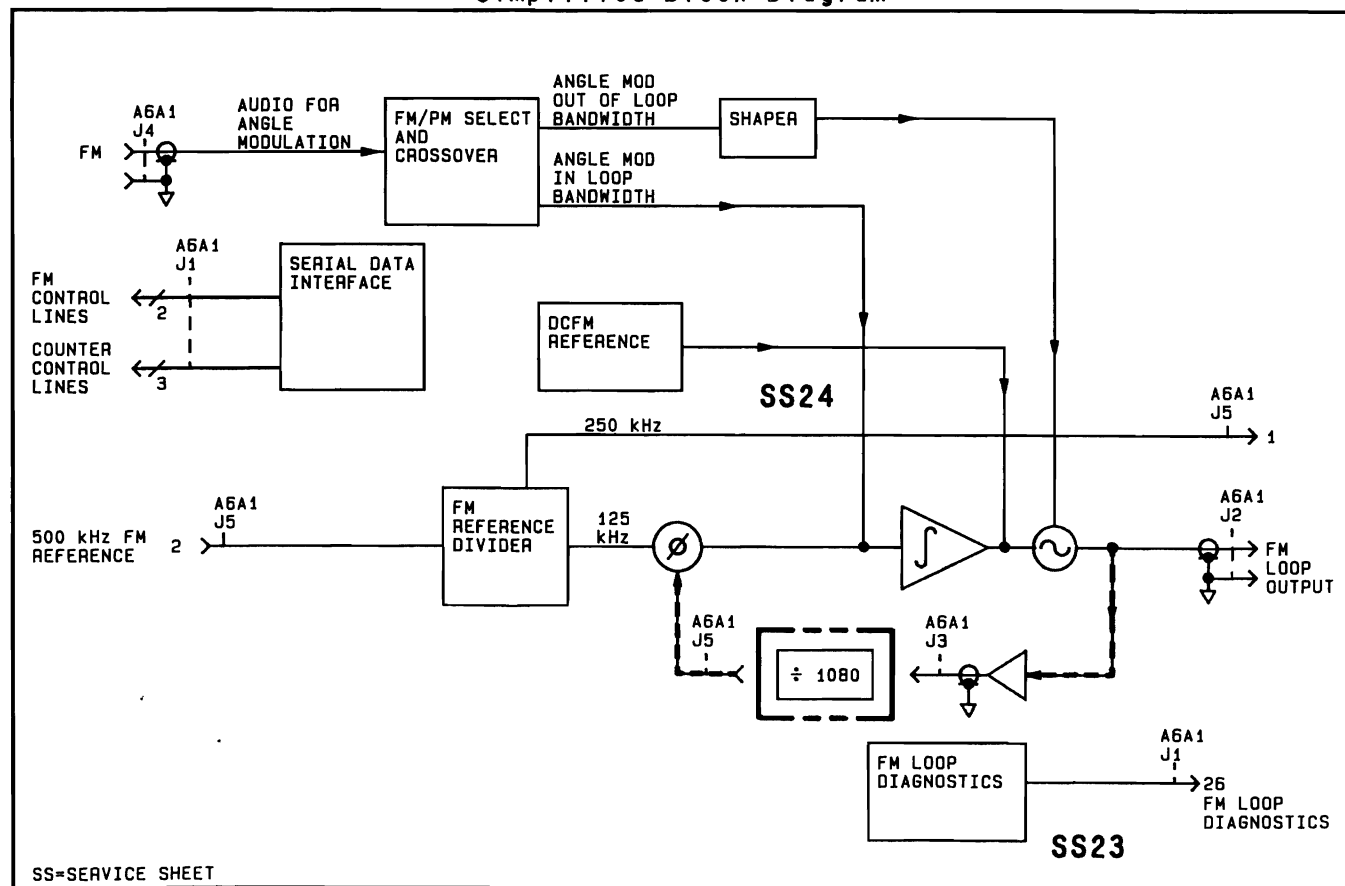 Simplified Block Diagram
A6A1
J4
FM
AUDIO FOR
ANGLE
MODULATION
FM/PM SELECT
AND
CROSSOVER
ANGLE MOD
OUT OF LOOP
BANDWIDTH
SHAPER
ANGLE MOD
IN LOOP
BANDWIDTH
A6A1
J1
FM
CONTROL
LINES
2
COUNTER
CONTROL
LINES
3
SERIAL DATA
INTERFACE
DCFM
REFERENCE
SS24
250 kHz
A6A1
J5
1
500 kHz FM
REFERENCE
2
A6A1
J5
FM
REFERENCE
DIVIDER
125
kHz
Ø
∫
A6A1
J2
FM
LOOP
OUTPUT
A6A1
J5
÷ 1080
A6A1
J3
FM LOOP
DIAGNOSTICS
A6A1
J1
26
FM LOOP
DIAGNOSTICS
SS23
SS=SERVICE SHEET